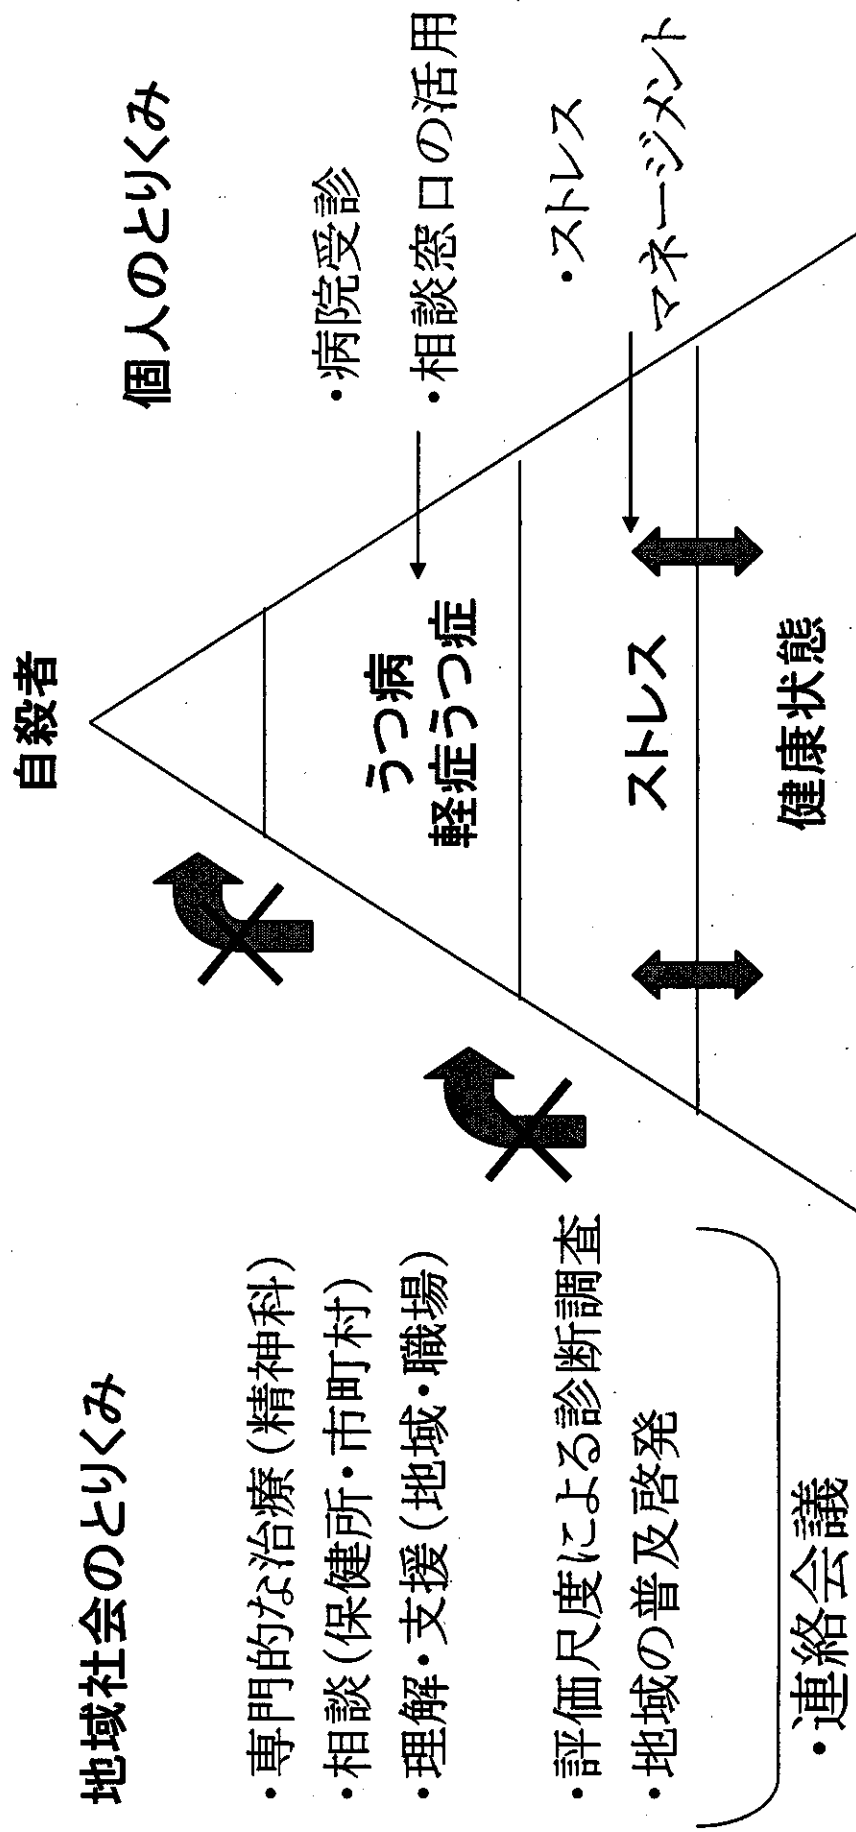 自殺者
地域社会のとりくみ
・専門的な治療(精神科)
・相談(保健所・市町村)
・理解・支援(地域・職場)
・評価尺度による診断調査
・地域の普及啓発
・連絡会議
うつ病
軽症うつ症
ストレス
健康状態
個人のとりくみ
・病院受診
・相談窓口の活用
・ストレス
マネージジメント